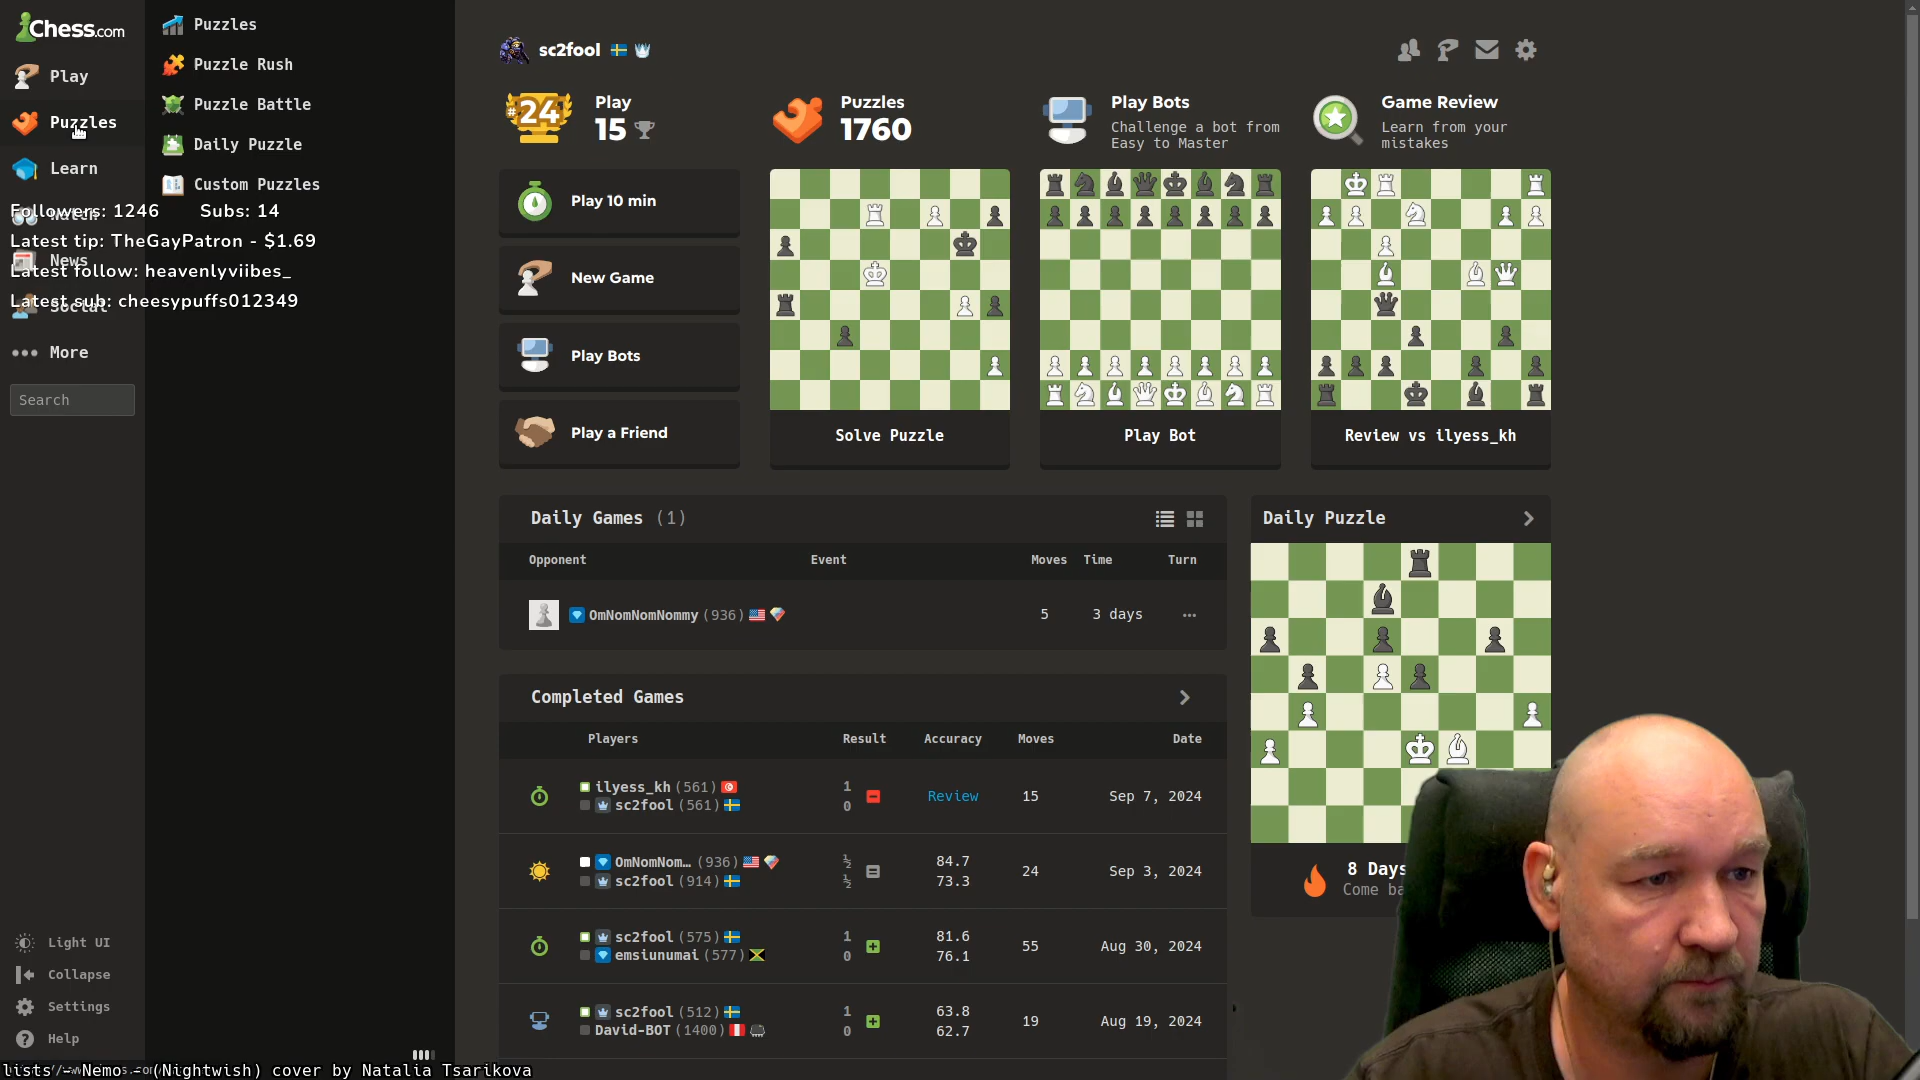 Chess.com
Play
Puzzles
Learn
News
Social
More
Search
Puzzles
Puzzle Rush
Puzzle Battle
Daily Puzzle
Custom Puzzles
Followers: 1246 Subs: 14
Latest tip: TheGayPatron - $1.69
Latest follow: heavenlyviibes_
Latest sub: cheesypuffs012349
Light UI
Collapse
Settings
Help
sc2fool
#24
Play
15
Puzzles
1760
Play Bots
Challenge a bot from
Easy to Master
Game Review
Learn from your
mistakes
Play 10 min
New Game
Play Bots
Play a Friend
Solve Puzzle
Play Bot
Review vs ilyess_kh
Daily Games (1)
Opponent Event Moves Time Turn
OmNomNomNommy (936) 5 3 days ...
Daily Puzzle
8 Days
Completed Games
Players Result Accuracy Moves Date
ilyess_kh (561) 1
sc2fool (561) 0
Review 15 Sep 7, 2024
OmNomNom… (936) ½ 84.7
sc2fool (914) ½ 73.3
24 Sep 3, 2024
sc2fool (575) 1 81.6
emsiunumai (577) 0 76.1
55 Aug 30, 2024
sc2fool (512) 1 63.8
David-BOT (1400) 0 62.7
19 Aug 19, 2024
lists - Nemo - (Nightwish) cover by Natalia Tsarikova